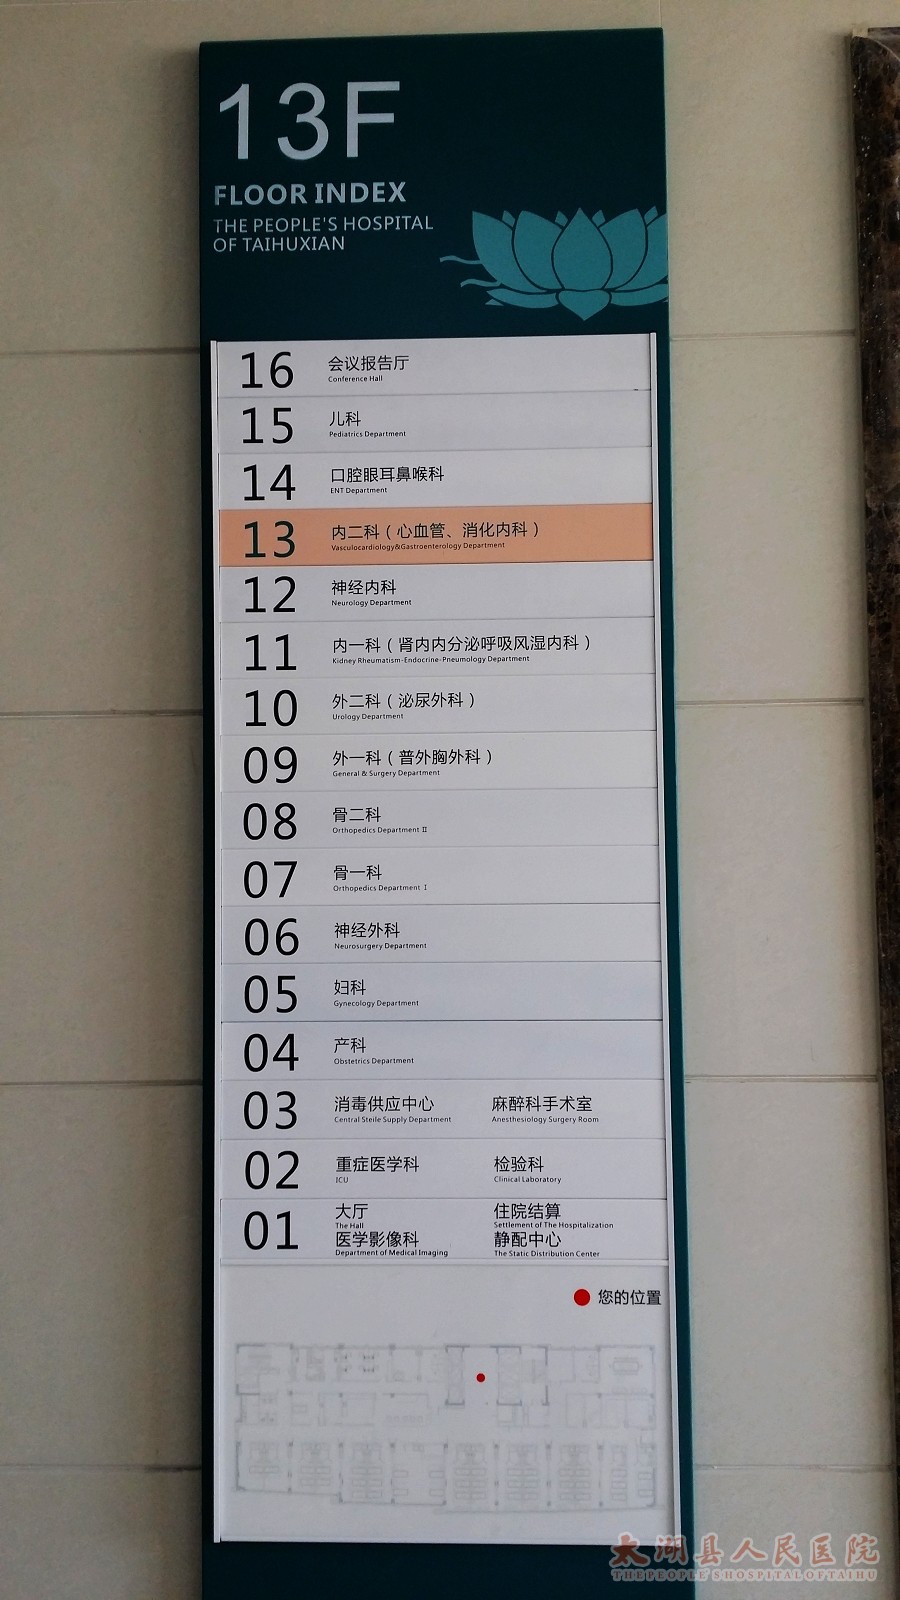 13F
FLOOR INDEX
THE PEOPLE'S HOSPITAL
OF TAIHUXIAN
16 会议报告厅
Conference Hall
15 儿科
Pediatrics Department
14 口腔眼耳鼻喉科
ENT Department
13 内二科（心血管、消化内科）
Vasculocardiology&Gastroenterology Department
12 神经内科
Neurology Department
11 内一科（肾内内分泌呼吸风湿内科）
Kidney Rheumatism-Endocrine-Pneumology Department
10 外二科（泌尿外科）
Urology Department
09 外一科（普外胸外科）
General & Surgery Department
08 骨二科
Orthopedics Department II
07 骨一科
Orthopedics Department I
06 神经外科
Neurosurgery Department
05 妇科
Gynecology Department
04 产科
Obstetrics Department
03 消毒供应中心 麻醉科手术室
Central Steile Supply Department Anesthesiology Surgery Room
02 重症医学科 检验科
ICU Clinical Laboratory
01 大厅 住院结算
The Hall Settlement of The Hospitalization
医学影像科 静配中心
Department of Medical Imaging The Static Distribution Center
您的位置
太湖县人民医院
THE PEOPLE'S HOSPITAL OF TAIHU